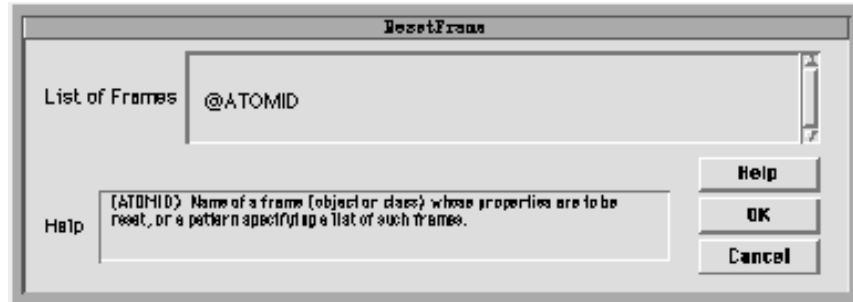 ResetFrame
List of Frames
@ATOMID
Help
OK
Cancel
Help
(ATOMID) Name of a frame (object or class) whose properties are to be
reset, or a pattern specifying a list of such frames.